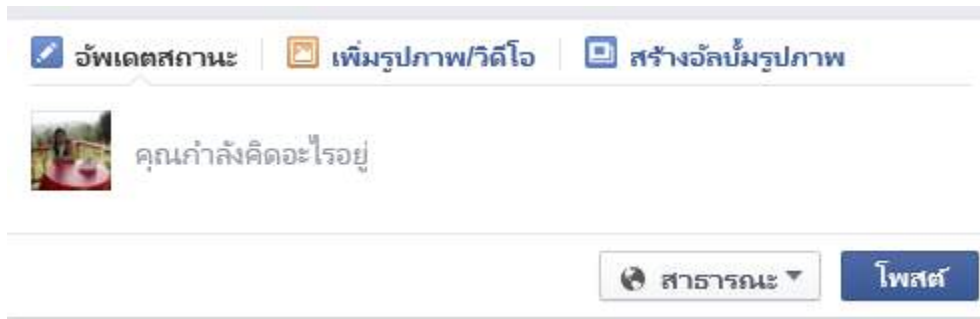 อัพเดตสถานะ เพิ่มรูปภาพ/วิดีโอ สร้างอัลบั้มรูปภาพ
คุณกำลังคิดอะไรอยู่
สาธารณะ โพสต์